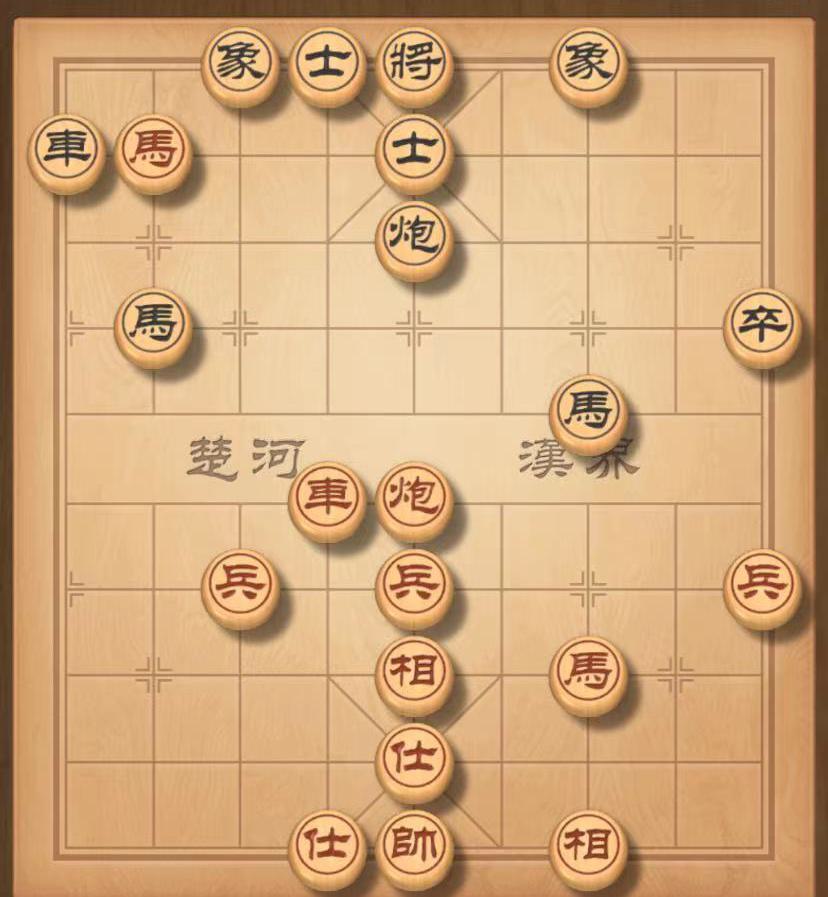 象 士 將 象
車 馬 士
炮
馬 卒
馬
楚河 漢界
車 炮
兵 兵 兵
相 馬
仕
仕 帥 相